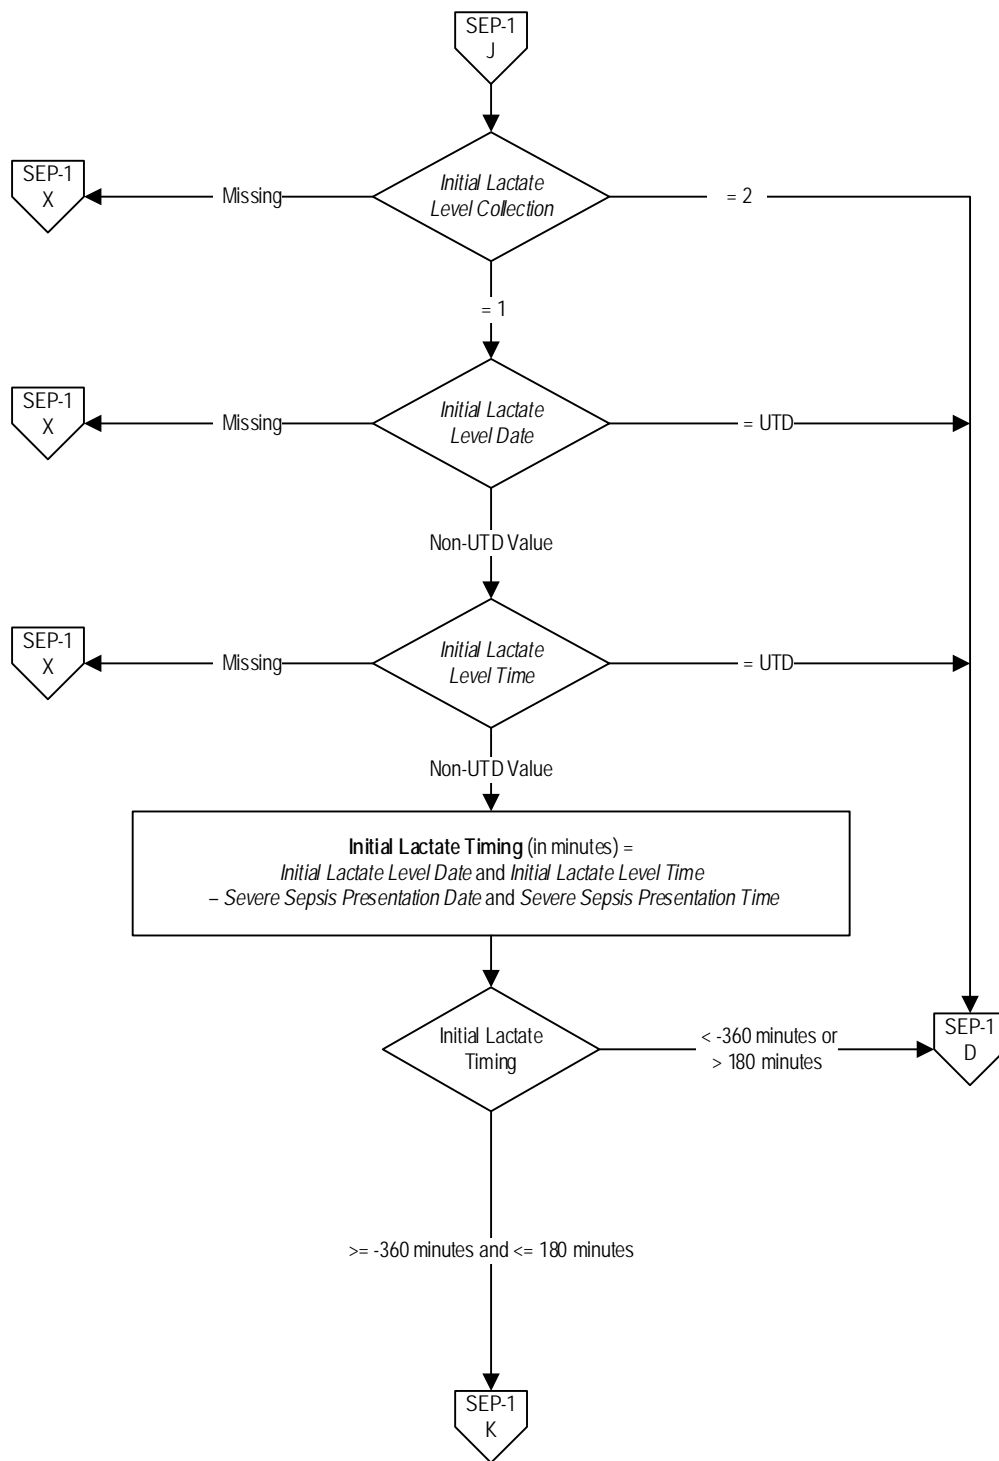 SEP-1
J
SEP-1
X
Missing
Initial Lactate
Level Collection
= 2
= 1
SEP-1
X
Missing
Initial Lactate
Level Date
= UTD
Non-UTD Value
SEP-1
X
Missing
Initial Lactate
Level Time
= UTD
Non-UTD Value
Initial Lactate Timing (in minutes) =
Initial Lactate Level Date and Initial Lactate Level Time
– Severe Sepsis Presentation Date and Severe Sepsis Presentation Time
Initial Lactate
Timing
< -360 minutes or
> 180 minutes
SEP-1
D
>= -360 minutes and <= 180 minutes
SEP-1
K